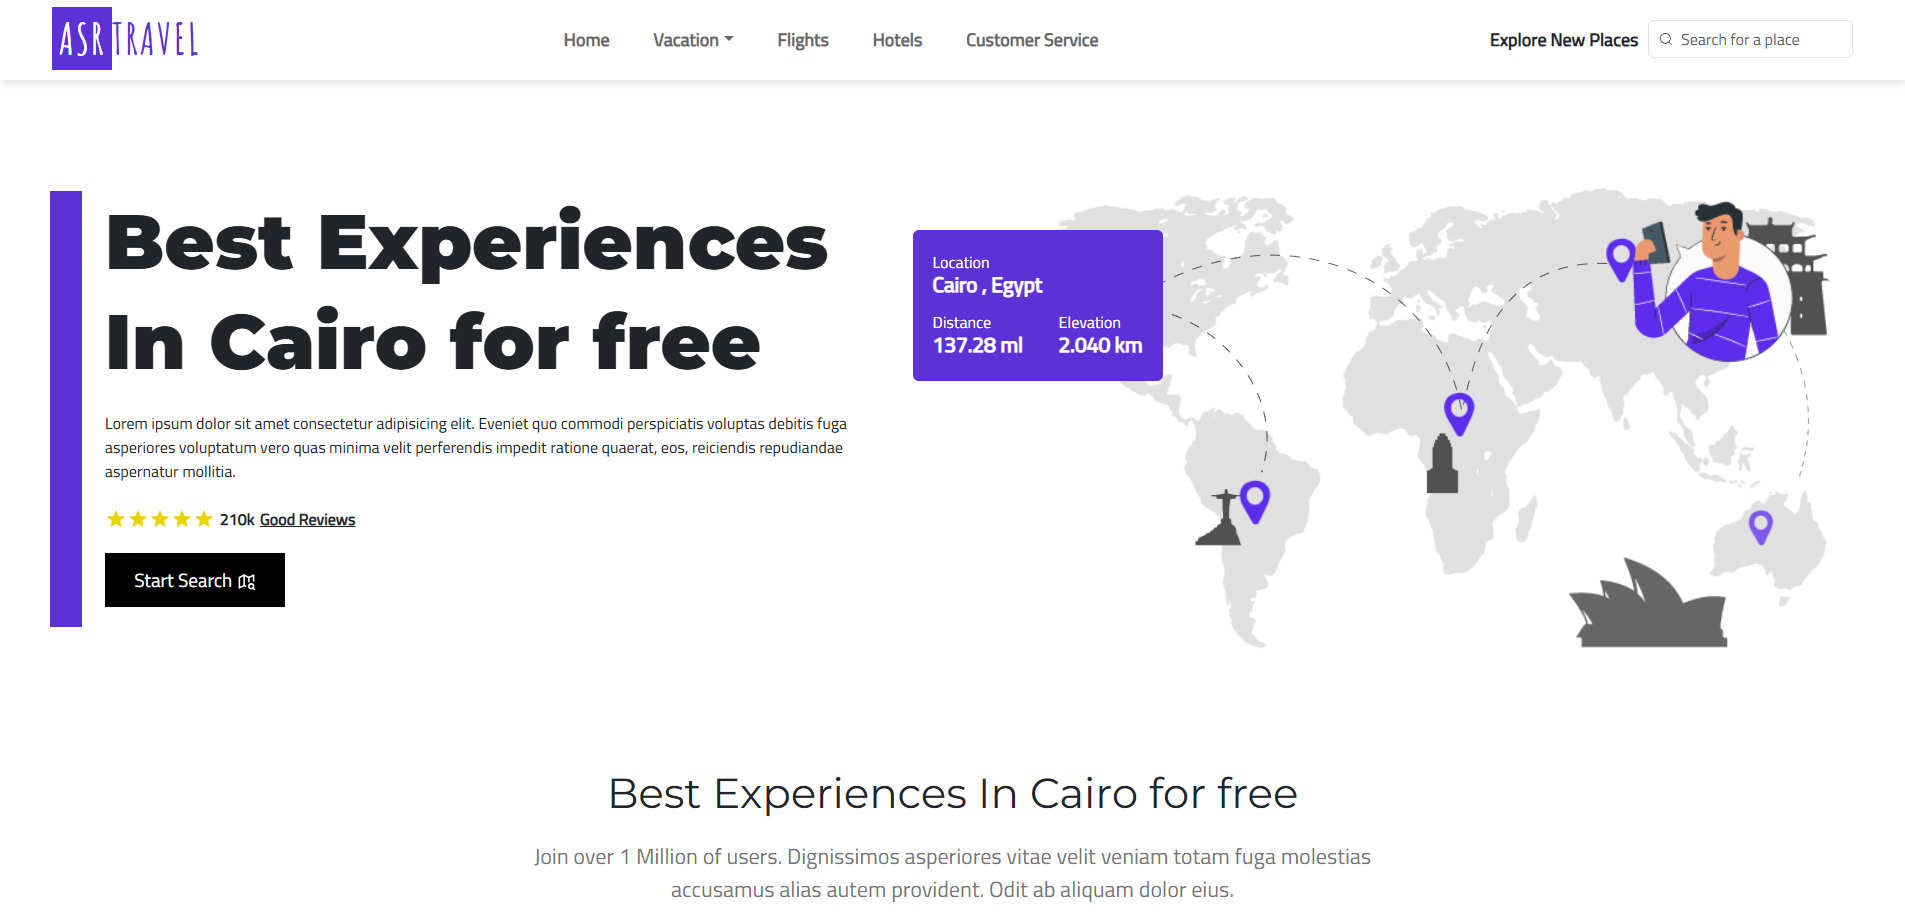 ASR TRAVEL
Home Vacation Flights Hotels Customer Service
Explore New Places Search for a place
Best Experiences
In Cairo for free
Lorem ipsum dolor sit amet consectetur adipisicing elit. Eveniet quo commodi perspiciatis voluptas debitis fuga
asperiores voluptatum vero quas minima velit perferendis impedit ratione quaerat, eos, reiciendis repudiandae
aspernatur mollitia.
210k Good Reviews
Start Search
Location
Cairo , Egypt
Distance Elevation
137.28 ml 2.040 km
Best Experiences In Cairo for free
Join over 1 Million of users. Dignissimos asperiores vitae velit veniam totam fuga molestias
accusamus alias autem provident. Odit ab aliquam dolor eius.